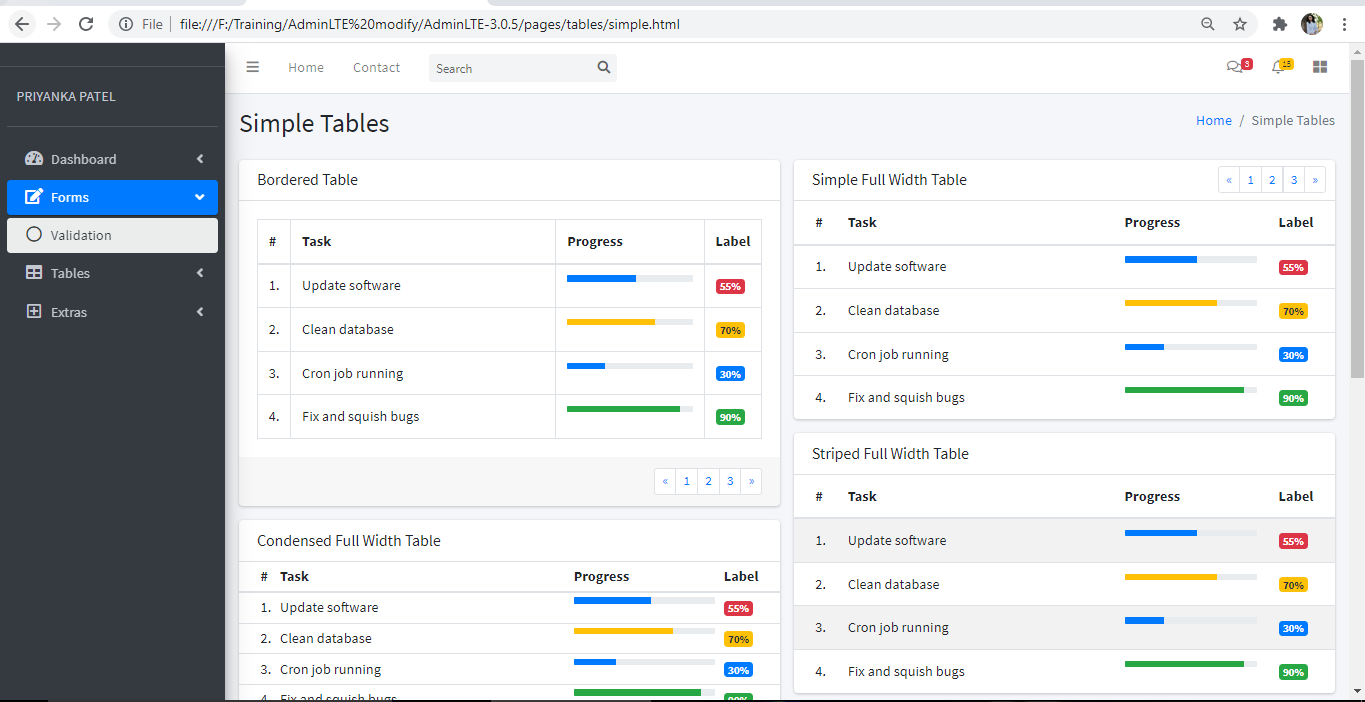 File | file:///F:/Training/AdminLTE%20modify/AdminLTE-3.0.5/pages/tables/simple.html
PRIYANKA PATEL
Dashboard
Forms
Validation
Tables
Extras
Home Contact Search 3 15
Simple Tables
Home / Simple Tables
Bordered Table
# Task Progress Label
1. Update software 55%
2. Clean database 70%
3. Cron job running 30%
4. Fix and squish bugs 90%
« 1 2 3 »
Condensed Full Width Table
# Task Progress Label
1. Update software 55%
2. Clean database 70%
3. Cron job running 30%
4. Fix and squish bugs 90%
Simple Full Width Table
« 1 2 3 »
# Task Progress Label
1. Update software 55%
2. Clean database 70%
3. Cron job running 30%
4. Fix and squish bugs 90%
Striped Full Width Table
# Task Progress Label
1. Update software 55%
2. Clean database 70%
3. Cron job running 30%
4. Fix and squish bugs 90%